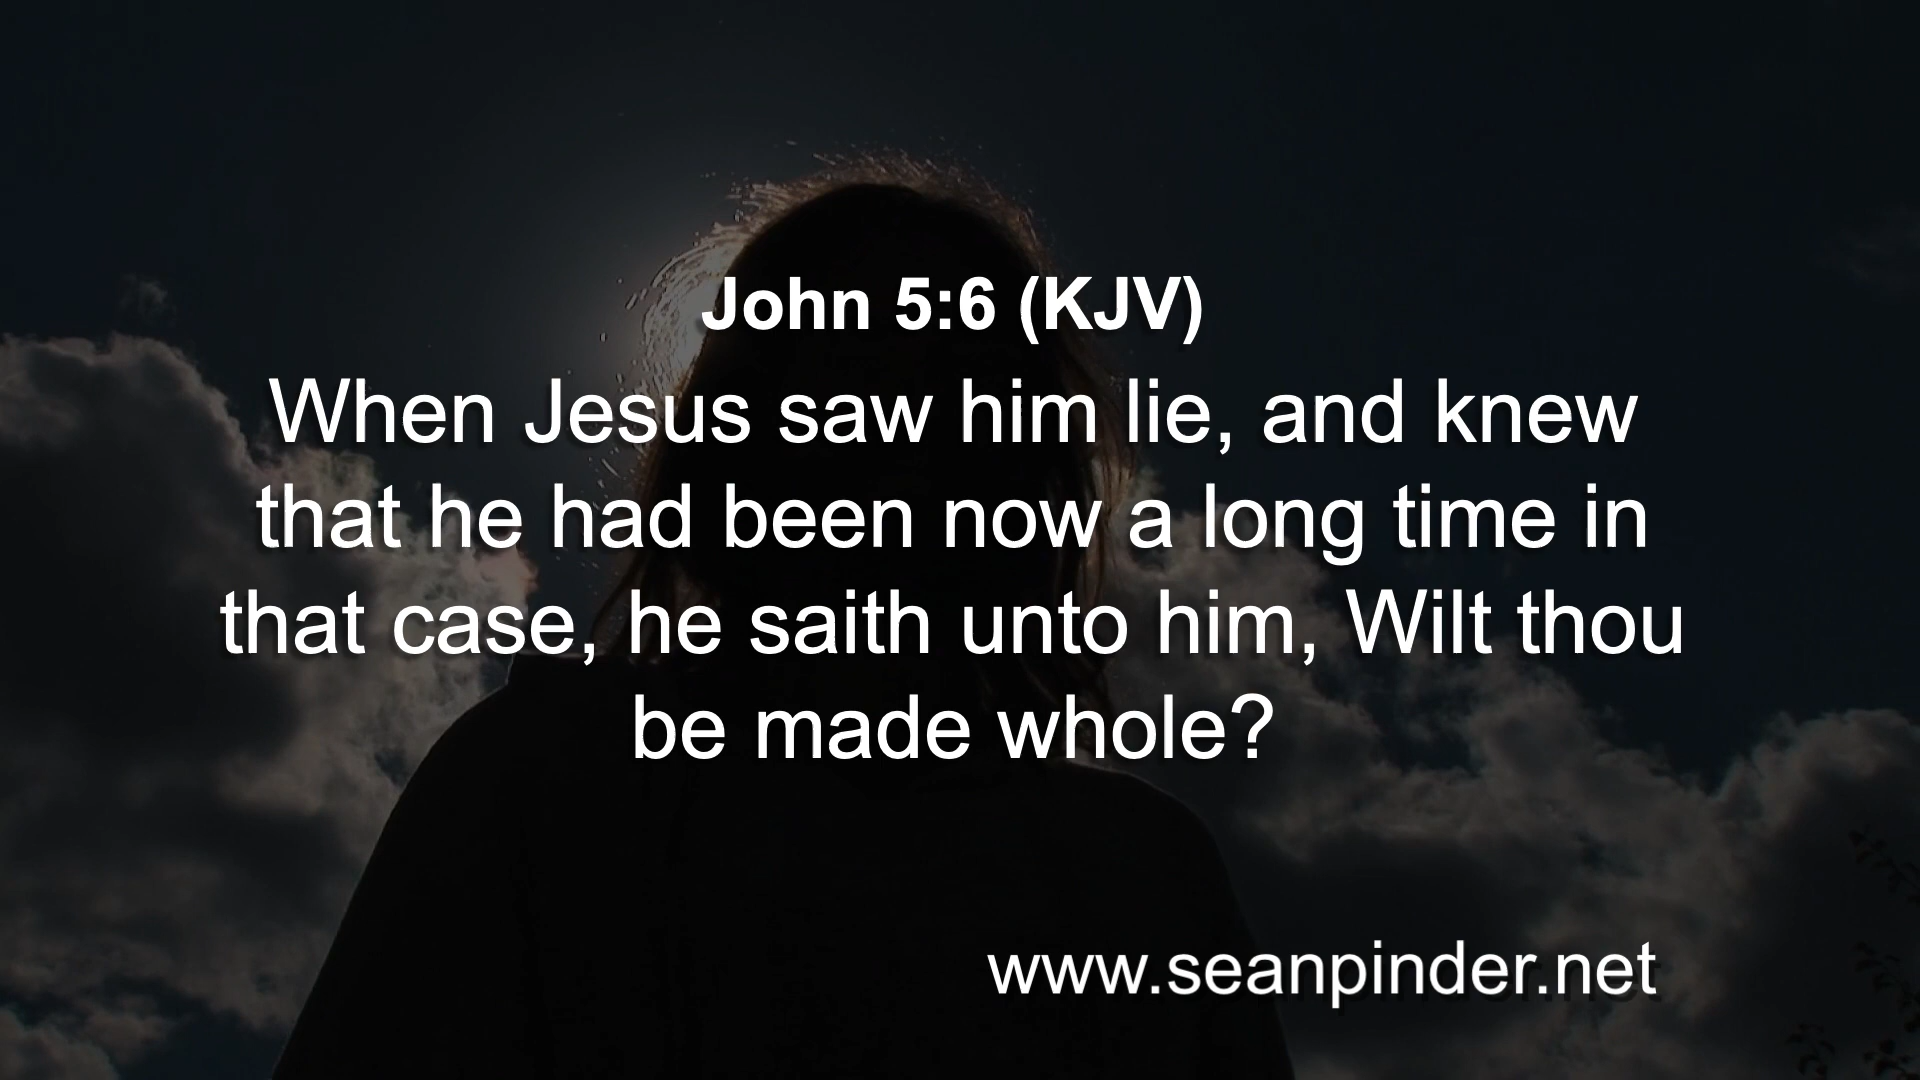 John 5:6 (KJV)
When Jesus saw him lie, and knew
that he had been now a long time in
that case, he saith unto him, Wilt thou
be made whole?
www.seanpinder.net